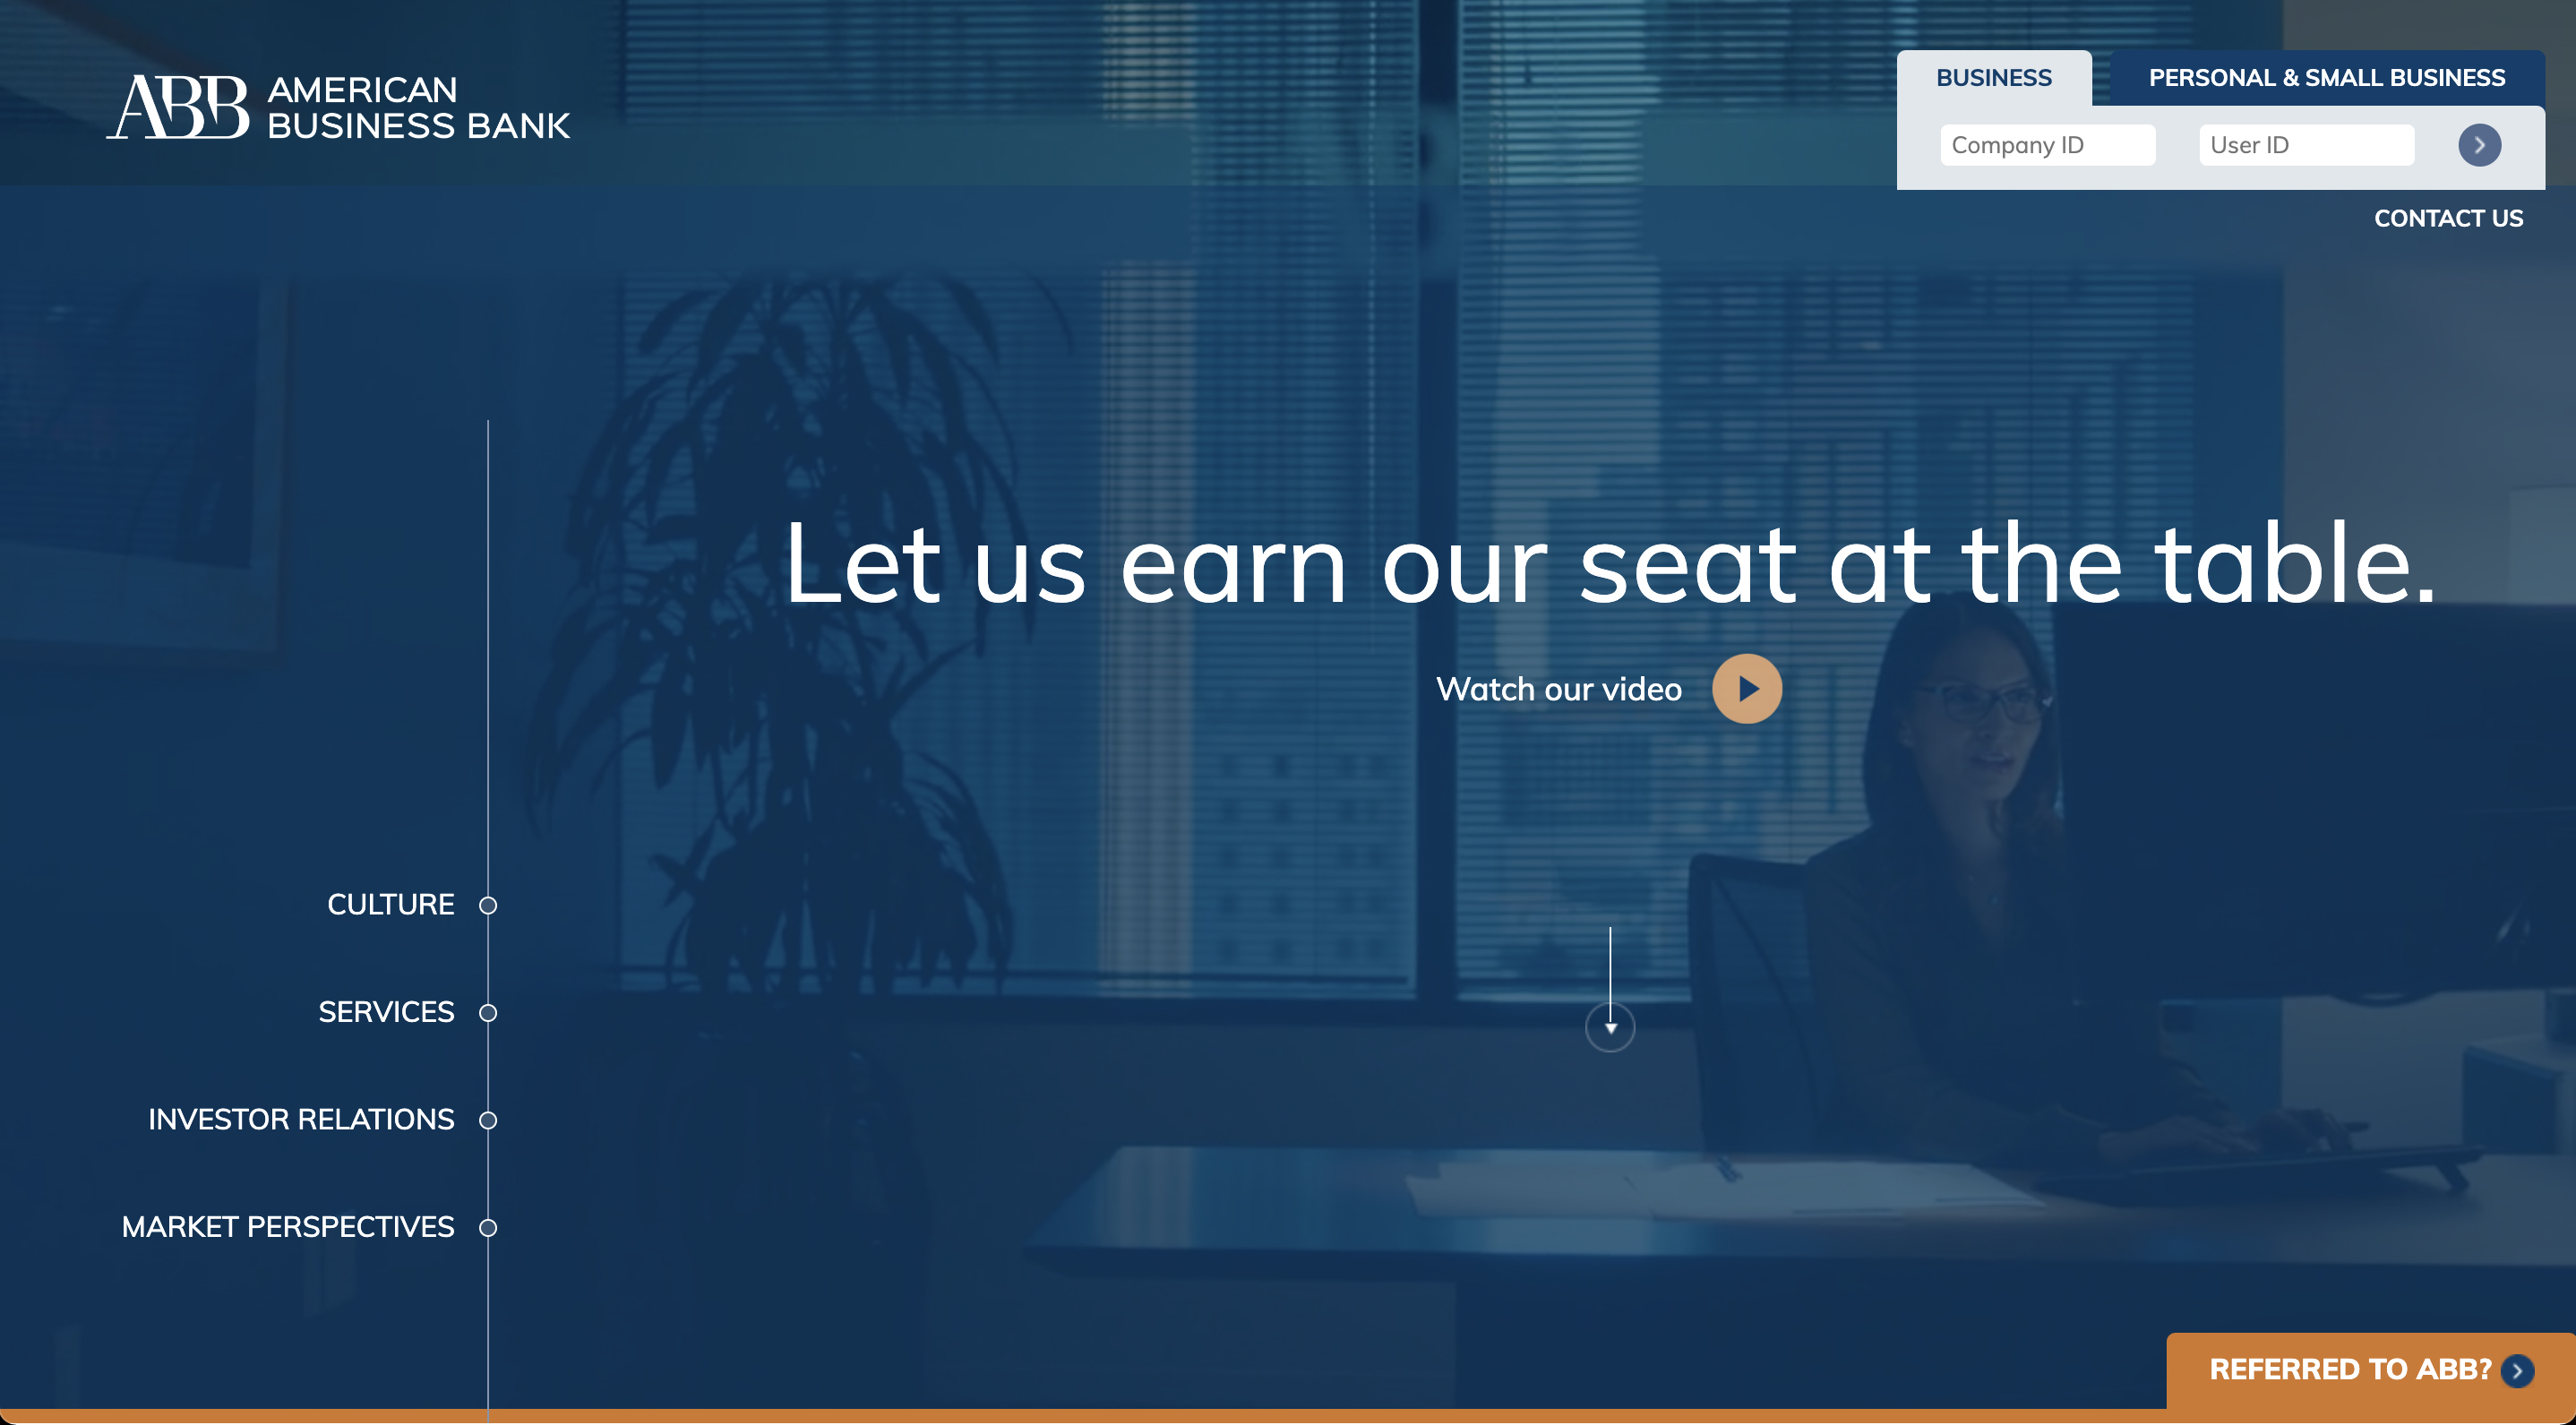 ABB AMERICAN
BUSINESS BANK
BUSINESS
PERSONAL & SMALL BUSINESS
Company ID
User ID
CONTACT US
Let us earn our seat at the table.
Watch our video
CULTURE
SERVICES
INVESTOR RELATIONS
MARKET PERSPECTIVES
REFERRED TO ABB?